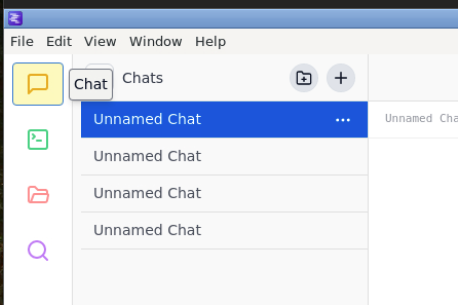 File Edit View Window Help
Chat
Chats
Unnamed Chat
Unnamed Chat
Unnamed Chat
Unnamed Chat
Unnamed Cha